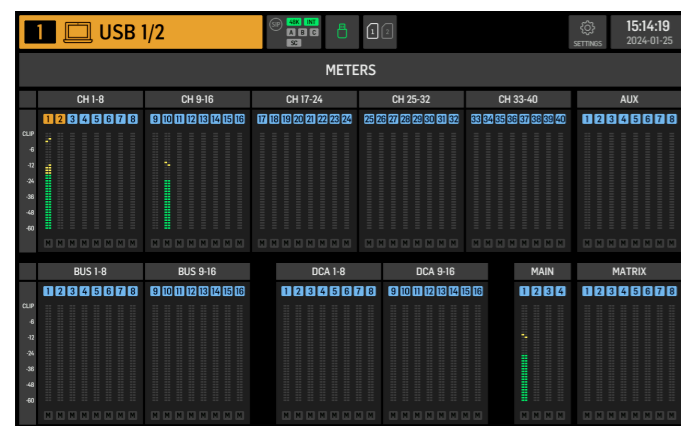 1 USB 1/2 SIP 48K INT A B C SC 1 2 SETTINGS 15:14:19
2024-01-25
METERS
CH 1-8 CH 9-16 CH 17-24 CH 25-32 CH 33-40 AUX
1 2 3 4 5 6 7 8 9 10 11 12 13 14 15 16 17 18 19 20 21 22 23 24 25 26 27 28 29 30 31 32 33 34 35 36 37 38 39 40 1 2 3 4 5 6 7 8
CLIP
-6
-12
-24
-36
-48
-60
M M M M M M M M M M M M M M M M M M M M M M M M M M M M M M M M M M M M M M M M M M M M M M M M
BUS 1-8 BUS 9-16 DCA 1-8 DCA 9-16 MAIN MATRIX
1 2 3 4 5 6 7 8 9 10 11 12 13 14 15 16 1 2 3 4 5 6 7 8 9 10 11 12 13 14 15 16 1 2 3 4 1 2 3 4 5 6 7 8
CLIP
-6
-12
-24
-36
-48
-60
M M M M M M M M M M M M M M M M M M M M M M M M M M M M M M M M M M M M M M M M M M M M